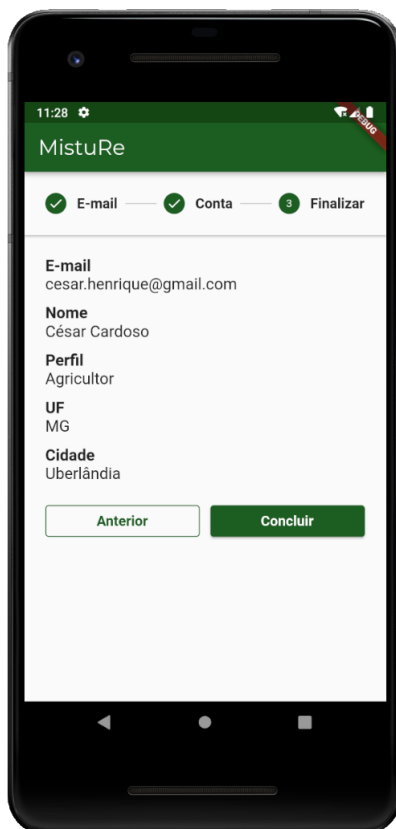 11:28
DEBUG
MistuRe
E-mail Conta 3 Finalizar
E-mail
cesar.henrique@gmail.com
Nome
César Cardoso
Perfil
Agricultor
UF
MG
Cidade
Uberlândia
Anterior Concluir